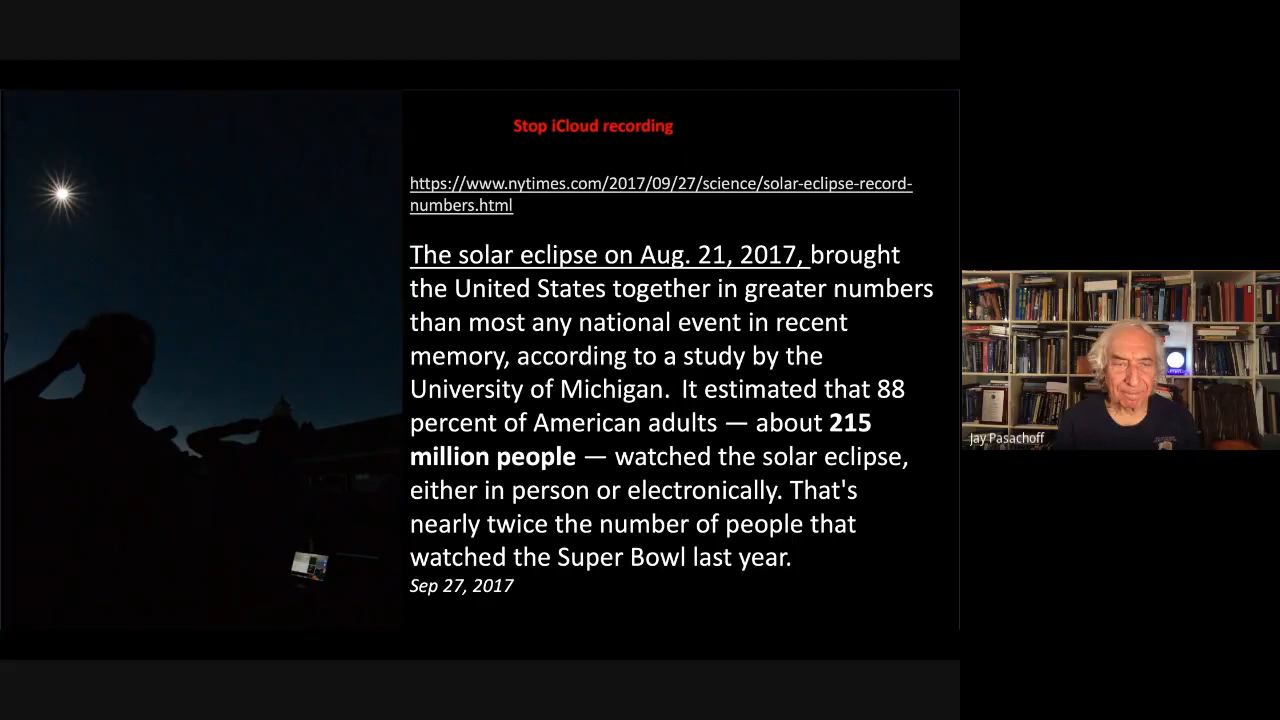 Stop iCloud recording
https://www.nytimes.com/2017/09/27/science/solar-eclipse-record-
numbers.html
The solar eclipse on Aug. 21, 2017, brought
the United States together in greater numbers
than most any national event in recent
memory, according to a study by the
University of Michigan. It estimated that 88
percent of American adults — about 215
million people — watched the solar eclipse,
either in person or electronically. That's
nearly twice the number of people that
watched the Super Bowl last year.
Sep 27, 2017
Jay Pasachoff